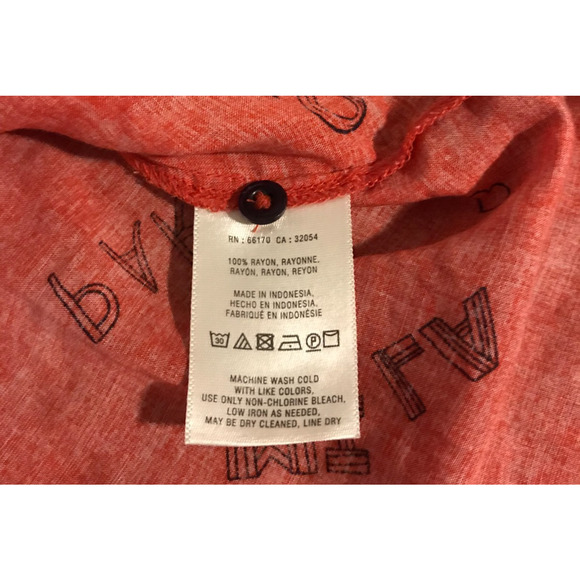 RN : 66170 CA : 32054
100% RAYON, RAYONNE,
RAYÓN, RAYON, REYON
MADE IN INDONESIA,
HECHO EN INDONESIA,
FABRIQUÉ EN INDONÉSIE
30 P
MACHINE WASH COLD
WITH LIKE COLORS,
USE ONLY NON-CHLORINE BLEACH,
LOW IRON AS NEEDED,
MAY BE DRY CLEANED, LINE DRY